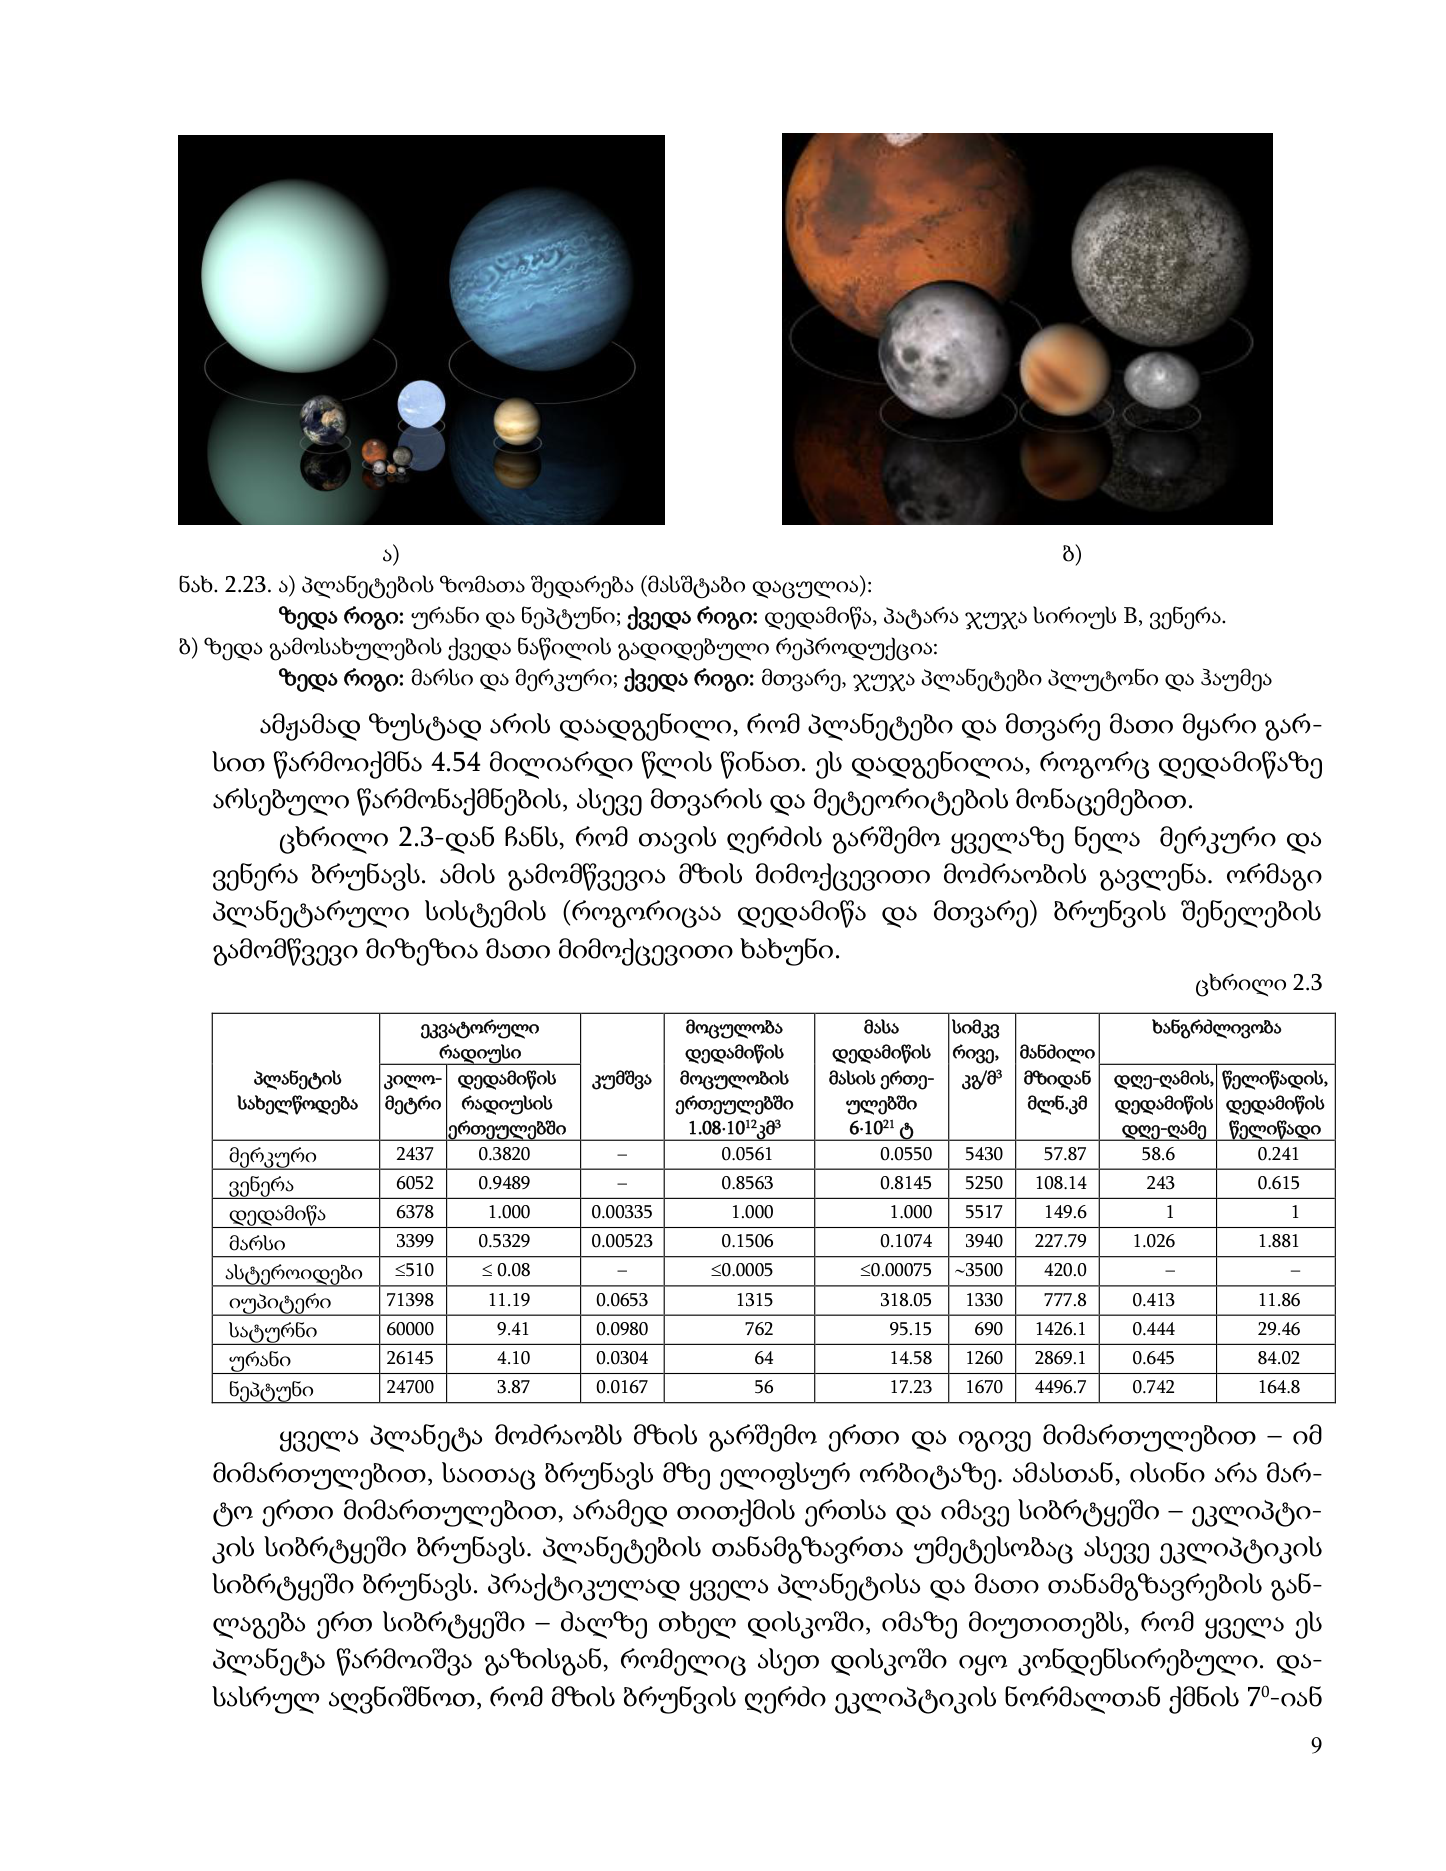 ა)
ბ)
ნახ. 2.23. ა) პლანეტების ზომათა შედარება (მასშტაბი დაცულია):
ზედა რიგი: ურანი და ნეპტუნი; ქვედა რიგი: დედამიწა, პატარა ჯუჯა სირიუს B, ვენერა.
ბ) ზედა გამოსახულების ქვედა ნაწილის გადიდებული რეპროდუქცია:
ზედა რიგი: მარსი და მერკური; ქვედა რიგი: მთვარე, ჯუჯა პლანეტები პლუტონი და ჰაუმეა
ამჟამად ზუსტად არის დაადგენილი, რომ პლანეტები და მთვარე მათი მყარი გარ-
სით წარმოიქმნა 4.54 მილიარდი წლის წინათ. ეს დადგენილია, როგორც დედამიწაზე
არსებული წარმონაქმნების, ასევე მთვარის და მეტეორიტების მონაცემებით.
ცხრილი 2.3-დან ჩანს, რომ თავის ღერძის გარშემო ყველაზე ნელა მერკური და
ვენერა ბრუნავს. ამის გამომწვევია მზის მიმოქცევითი მოძრაობის გავლენა. ორმაგი
პლანეტარული სისტემის (როგორიცაა დედამიწა და მთვარე) ბრუნვის შენელების
გამომწვევი მიზეზია მათი მიმოქცევითი ხახუნი.
ცხრილი 2.3
ეკვატორული მოცულობა მასა სიმკვ ხანგრძლივობა
რადიუსი დედამიწის დედამიწის რივე, მანძილი
პლანეტის კილო- დედამიწის კუმშვა მოცულობის მასის ერთე- კგ/მ³ მზიდან დღე-ღამის, წელიწადის,
სახელწოდება მეტრი რადიუსის ერთეულებში ულებში მლნ.კმ დედამიწის დედამიწის
ერთეულებში 1.08·10¹²კმ³ 6·10²¹ ტ დღე-ღამე წელიწადი
მერკური 2437 0.3820 – 0.0561 0.0550 5430 57.87 58.6 0.241
ვენერა 6052 0.9489 – 0.8563 0.8145 5250 108.14 243 0.615
დედამიწა 6378 1.000 0.00335 1.000 1.000 5517 149.6 1 1
მარსი 3399 0.5329 0.00523 0.1506 0.1074 3940 227.79 1.026 1.881
ასტეროიდები ≤510 ≤ 0.08 – ≤0.0005 ≤0.00075 ~3500 420.0 – –
იუპიტერი 71398 11.19 0.0653 1315 318.05 1330 777.8 0.413 11.86
სატურნი 60000 9.41 0.0980 762 95.15 690 1426.1 0.444 29.46
ურანი 26145 4.10 0.0304 64 14.58 1260 2869.1 0.645 84.02
ნეპტუნი 24700 3.87 0.0167 56 17.23 1670 4496.7 0.742 164.8
ყველა პლანეტა მოძრაობს მზის გარშემო ერთი და იგივე მიმართულებით – იმ
მიმართულებით, საითაც ბრუნავს მზე ელიფსურ ორბიტაზე. ამასთან, ისინი არა მარ-
ტო ერთი მიმართულებით, არამედ თითქმის ერთსა და იმავე სიბრტყეში – ეკლიპტი-
კის სიბრტყეში ბრუნავს. პლანეტების თანამგზავრთა უმეტესობაც ასევე ეკლიპტიკის
სიბრტყეში ბრუნავს. პრაქტიკულად ყველა პლანეტისა და მათი თანამგზავრების გან-
ლაგება ერთ სიბრტყეში – ძალზე თხელ დისკოში, იმაზე მიუთითებს, რომ ყველა ეს
პლანეტა წარმოიშვა გაზისგან, რომელიც ასეთ დისკოში იყო კონდენსირებული. და-
სასრულ აღვნიშნოთ, რომ მზის ბრუნვის ღერძი ეკლიპტიკის ნორმალთან ქმნის 7⁰-იან
9